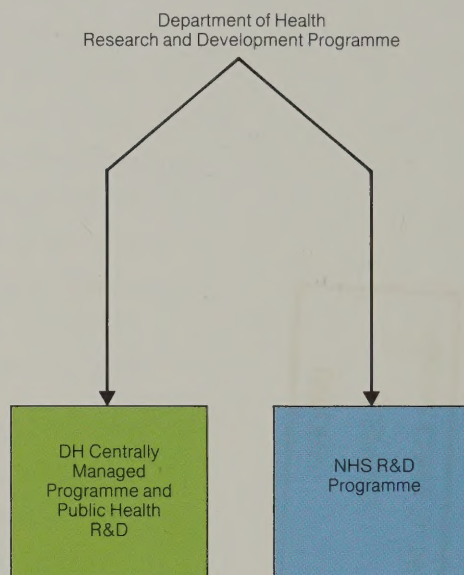 Department of Health
Research and Development Programme
DH Centrally
Managed
Programme and
Public Health
R&D
NHS R&D
Programme